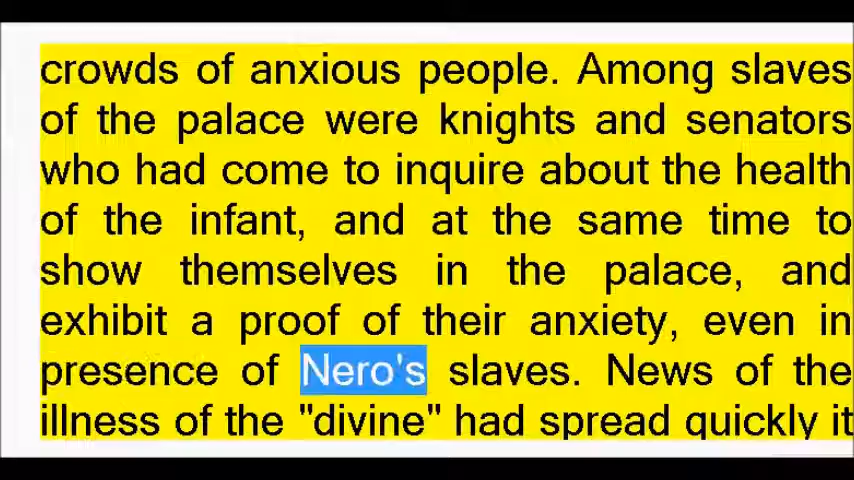 crowds of anxious people. Among slaves
of the palace were knights and senators
who had come to inquire about the health
of the infant, and at the same time to
show themselves in the palace, and
exhibit a proof of their anxiety, even in
presence of Nero's slaves. News of the
illness of the "divine" had spread quickly it